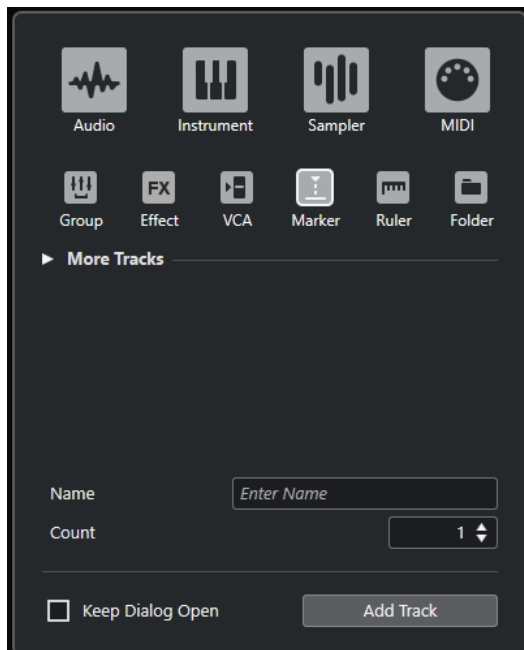 Audio Instrument Sampler MIDI
FX
Group Effect VCA Marker Ruler Folder
More Tracks
Name Enter Name
Count 1
Keep Dialog Open Add Track